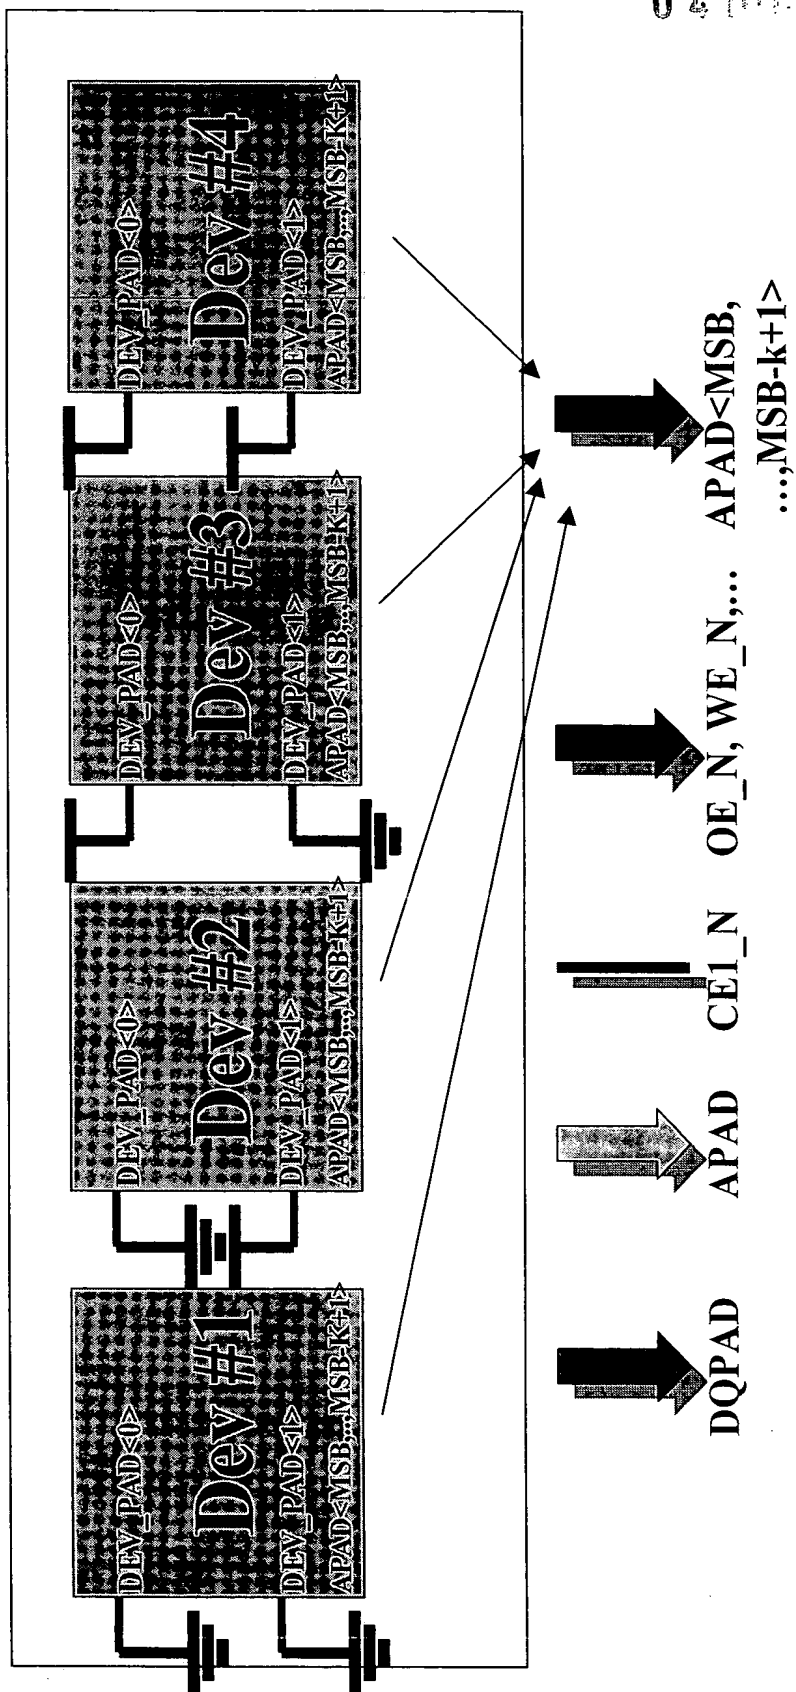 DEV_PAD<0>
Dev #1
DEV_PAD<1>
APAD<MSB,...,MSB-K+1>
DEV_PAD<0>
Dev #2
DEV_PAD<1>
APAD<MSB,...,MSB-K+1>
DEV_PAD<0>
Dev #3
DEV_PAD<1>
APAD<MSB,...,MSB-K+1>
DEV_PAD<0>
Dev #4
DEV_PAD<1>
APAD<MSB,...,MSB-K+1>
DQPAD
APAD
CE1_N
OE_N, WE_N,...
APAD<MSB,
...,MSB-k+1>